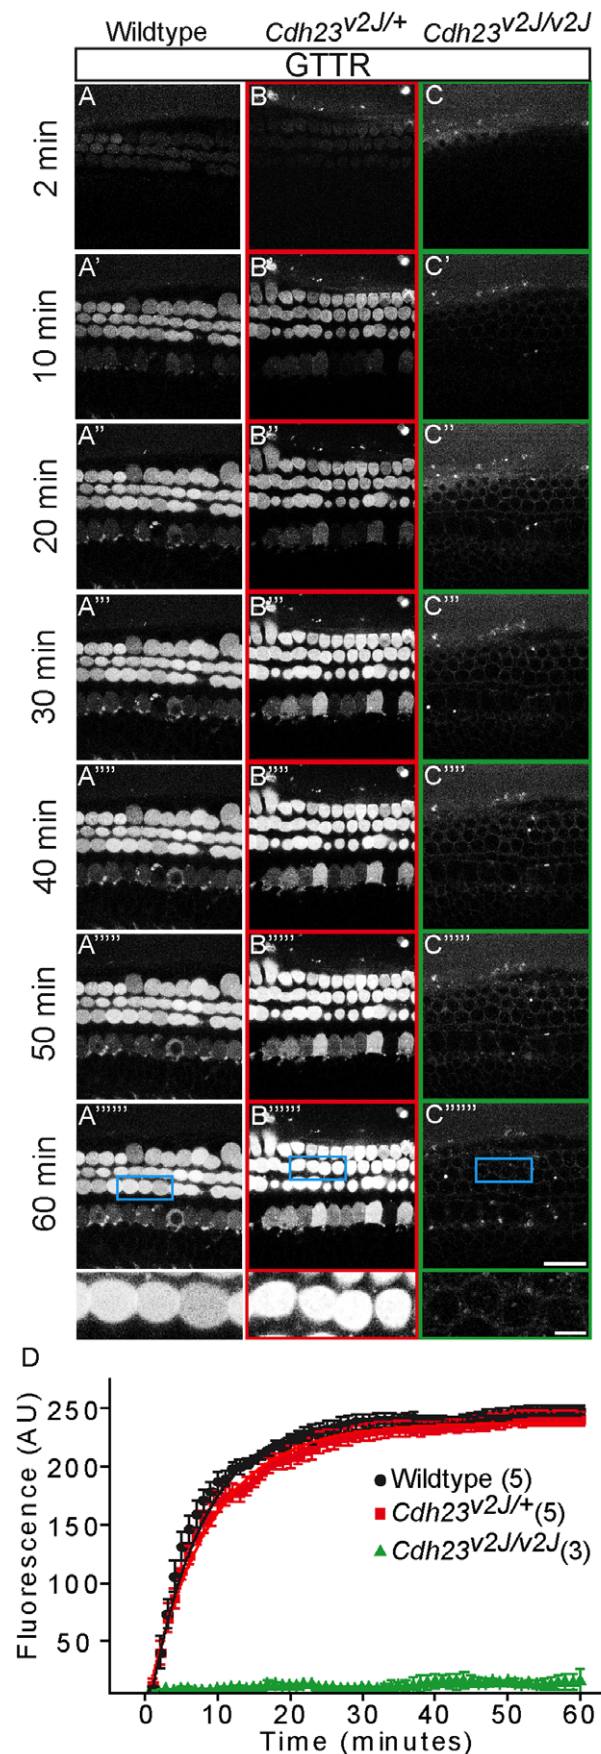 Wildtype Cdh23v2J/+ Cdh23v2J/v2J
GTTR
2 min A B C
10 min A' B' C'
20 min A'' B'' C''
30 min A''' B''' C'''
40 min A'''' B'''' C''''
50 min A''''' B''''' C'''''
60 min A'''''' B'''''' C''''''
D
Fluorescence (AU)
250
200
150
100
50
Wildtype (5)
Cdh23v2J/+(5)
Cdh23v2J/v2J(3)
0 10 20 30 40 50 60
Time (minutes)